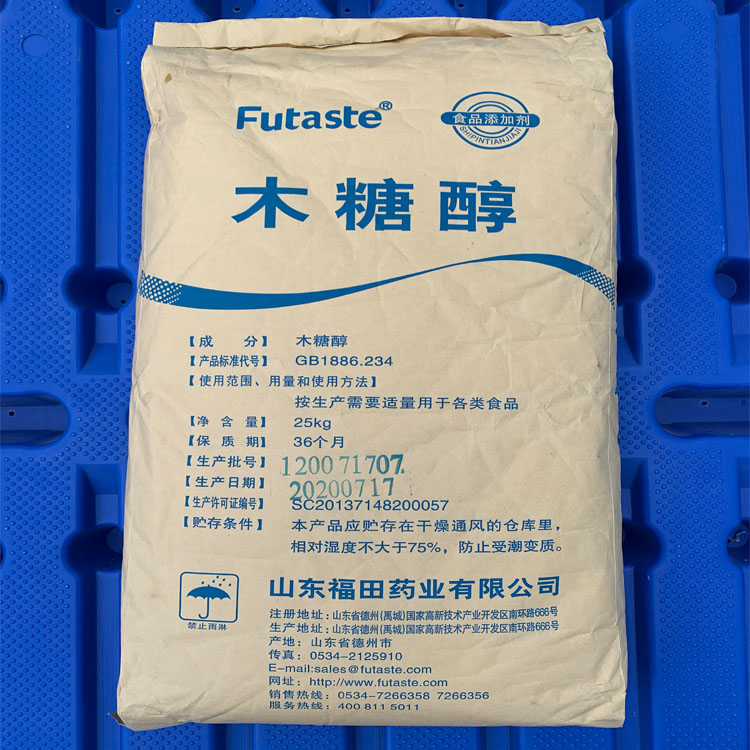 Futaste®
食品添加剂
SHIPINTIANJIAJI
木糖醇
【成 分】 木糖醇
【产品标准代号】 GB1886.234
【使用范围、用量和使用方法】
按生产需要适量用于各类食品
【净 含 量】 25kg
【保 质 期】 36个月
【生产批号】 120071707
【生产日期】 20200717
【生产许可证编号】 SC20137148200057
【贮存条件】 本产品应贮存在干燥通风的仓库里，
相对湿度不大于75%，防止受潮变质。
禁止雨淋
山东福田药业有限公司
注册地址：山东省德州(禹城)国家高新技术产业开发区南环路666号
生产地址：山东省德州(禹城)国家高新技术产业开发区南环路666号
产地：山东省德州市
传真：0534-2125910
E-mail:sales@futaste.com
网址：http://www.futaste.com
销售热线：0534-7266358 7266356
服务热线：400 811 5011